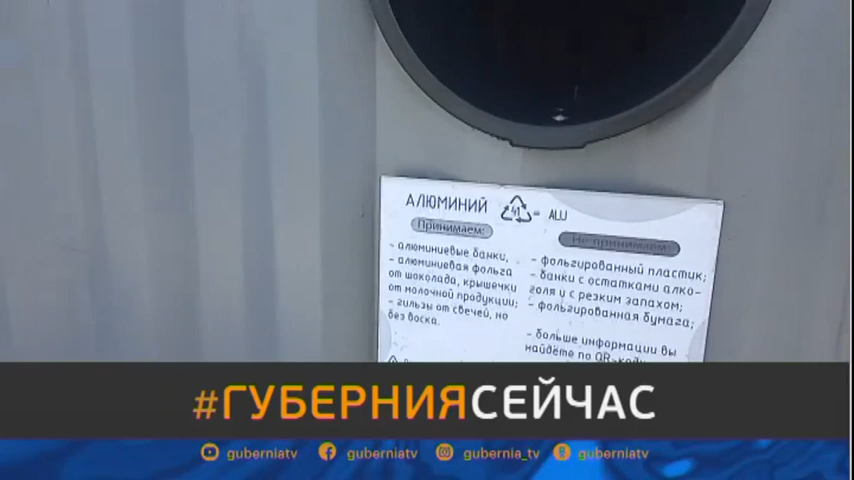 АЛЮМИНИЙ 41 = ALU
Принимаем:
- алюминиевые банки,
- алюминиевая фольга
от шоколада, крышечки
от молочной продукции;
- гильзы от свечей, но
без воска.
Не принимаем:
- фольгированный пластик;
- банки с остатками алко-
голя и с резким запахом;
- фольгированная бумага;
- больше информации вы
найдёте по QR-коду
#ГУБЕРНИЯСЕЙЧАС
guberniatv guberniatv gubernia_tv guberniatv